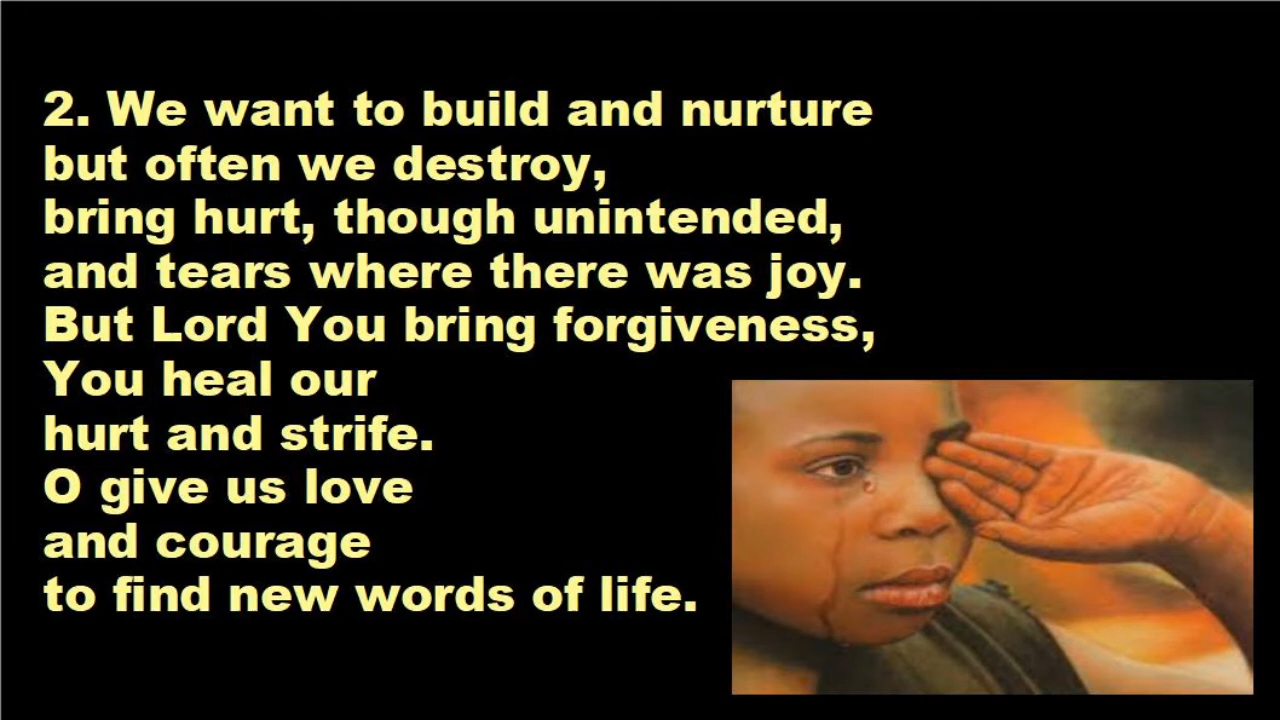 2. We want to build and nurture
but often we destroy,
bring hurt, though unintended,
and tears where there was joy.
But Lord You bring forgiveness,
You heal our
hurt and strife.
O give us love
and courage
to find new words of life.